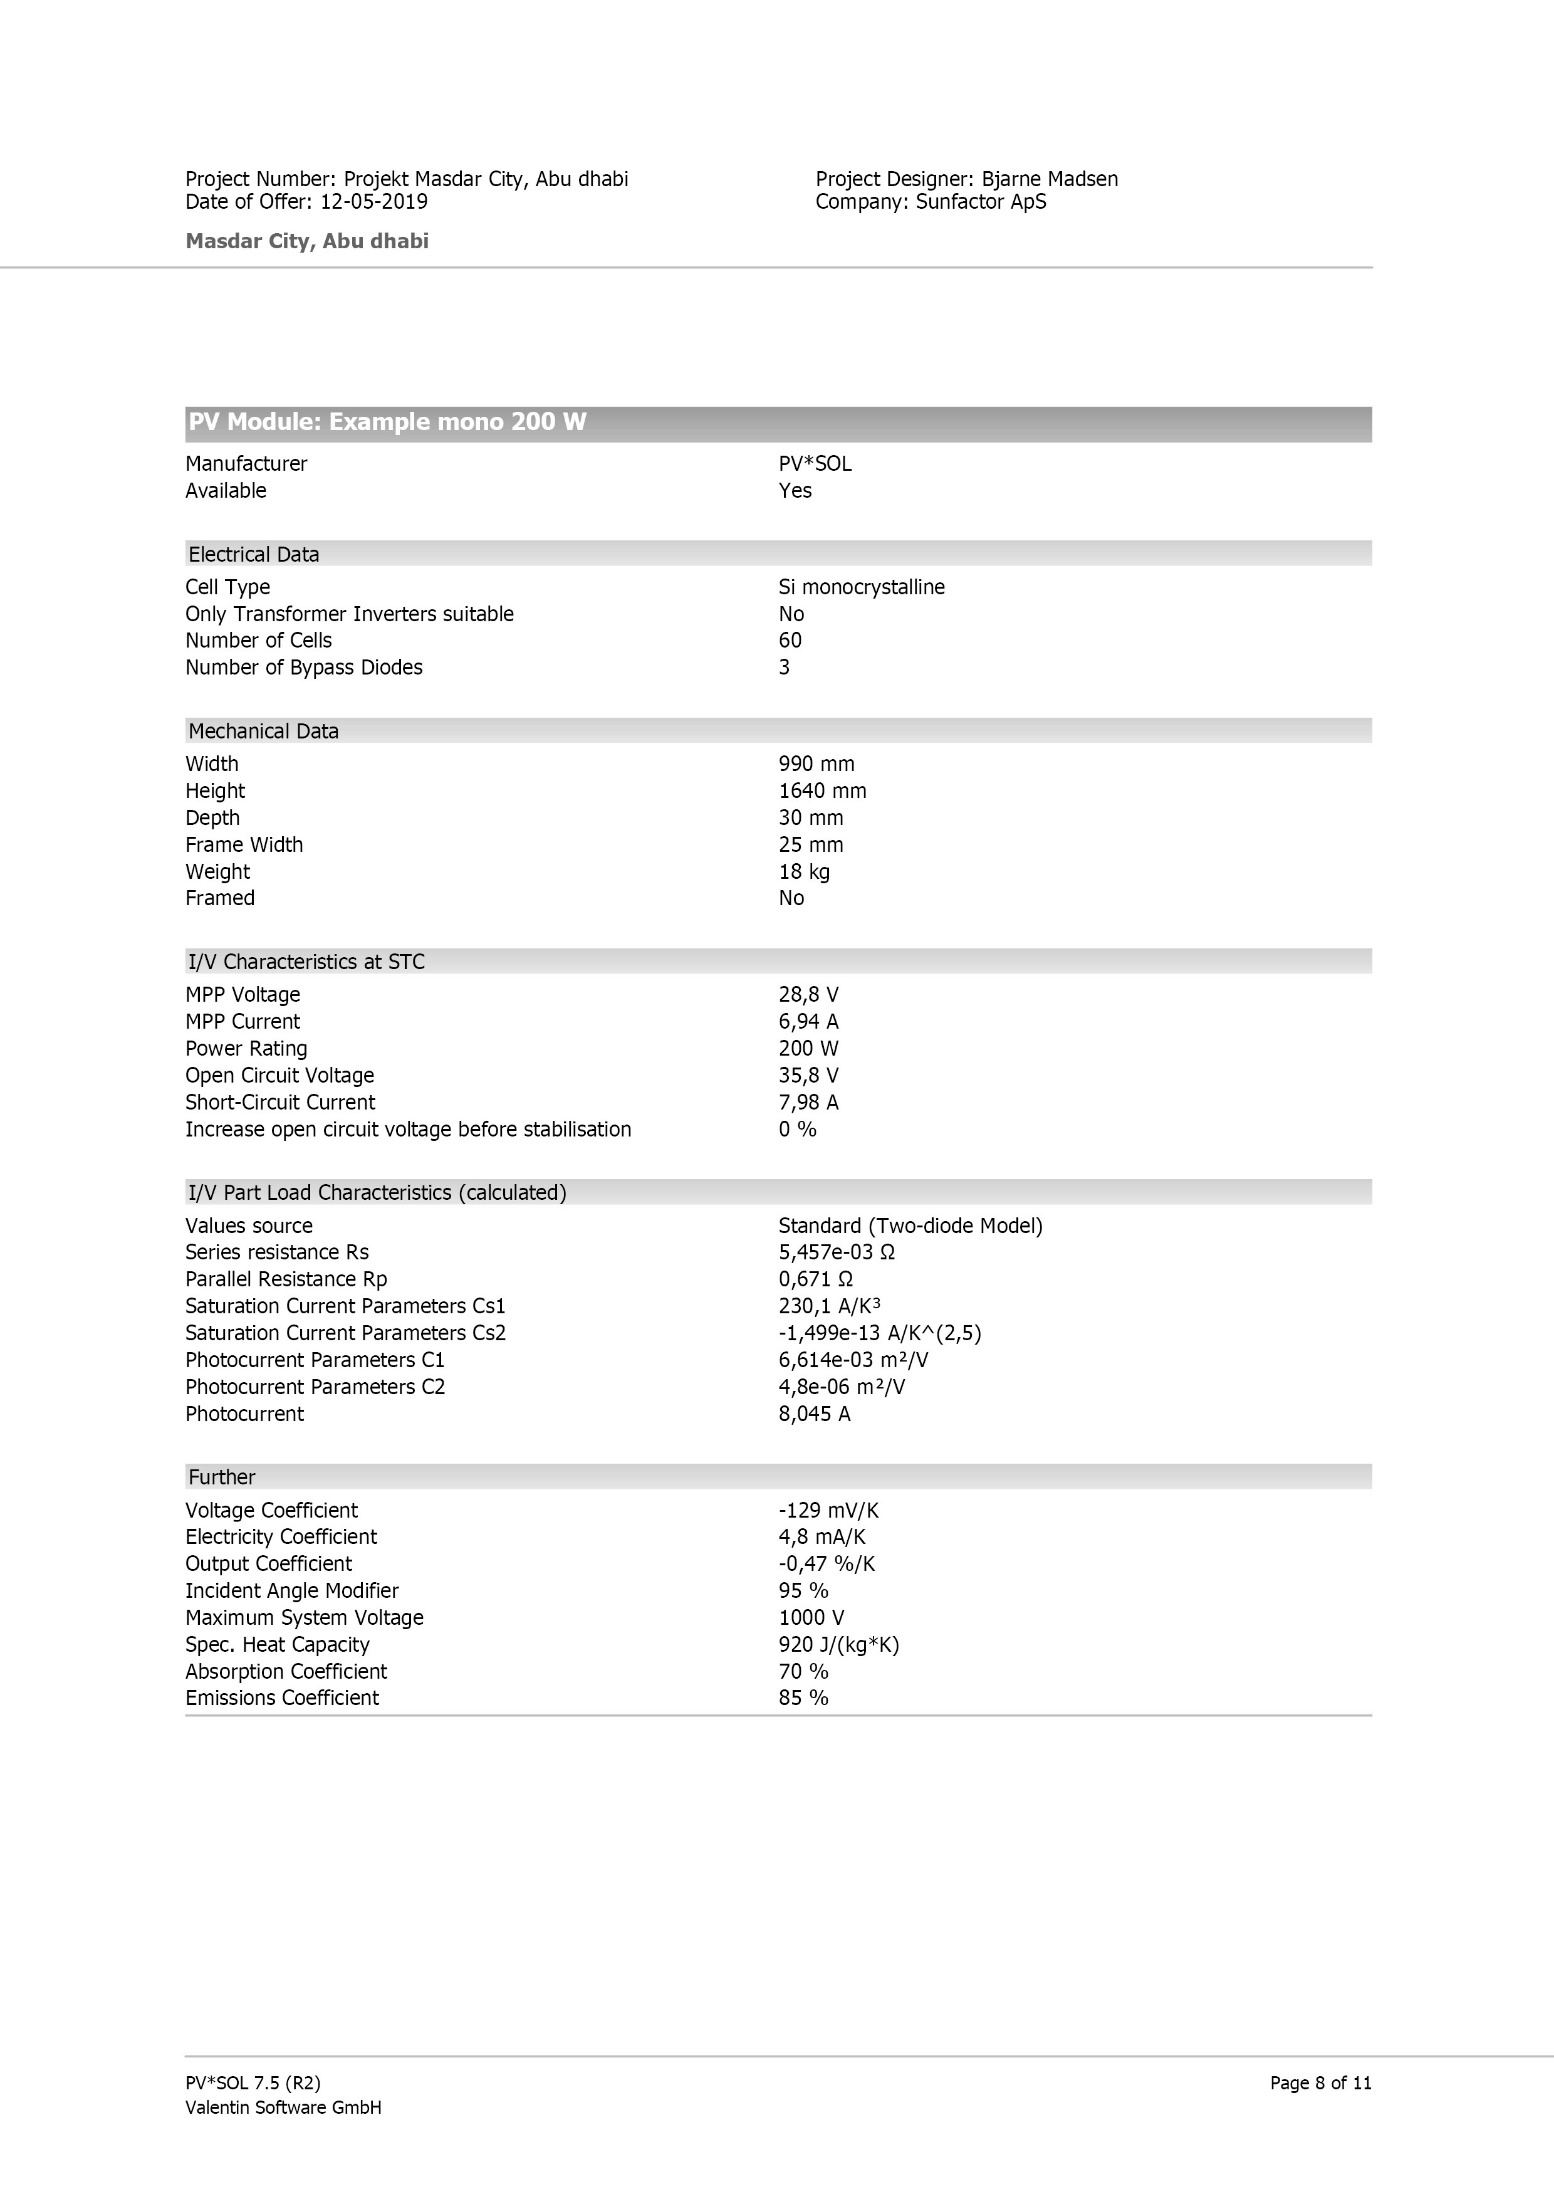 Project Number: Projekt Masdar City, Abu dhabi
Date of Offer: 12-05-2019
Project Designer: Bjarne Madsen
Company: Sunfactor ApS
Masdar City, Abu dhabi
PV Module: Example mono 200 W
Manufacturer PV*SOL
Available Yes
Electrical Data
Cell Type Si monocrystalline
Only Transformer Inverters suitable No
Number of Cells 60
Number of Bypass Diodes 3
Mechanical Data
Width 990 mm
Height 1640 mm
Depth 30 mm
Frame Width 25 mm
Weight 18 kg
Framed No
I/V Characteristics at STC
MPP Voltage 28,8 V
MPP Current 6,94 A
Power Rating 200 W
Open Circuit Voltage 35,8 V
Short-Circuit Current 7,98 A
Increase open circuit voltage before stabilisation 0 %
I/V Part Load Characteristics (calculated)
Values source Standard (Two-diode Model)
Series resistance Rs 5,457e-03 Ω
Parallel Resistance Rp 0,671 Ω
Saturation Current Parameters Cs1 230,1 A/K³
Saturation Current Parameters Cs2 -1,499e-13 A/K^(2,5)
Photocurrent Parameters C1 6,614e-03 m²/V
Photocurrent Parameters C2 4,8e-06 m²/V
Photocurrent 8,045 A
Further
Voltage Coefficient -129 mV/K
Electricity Coefficient 4,8 mA/K
Output Coefficient -0,47 %/K
Incident Angle Modifier 95 %
Maximum System Voltage 1000 V
Spec. Heat Capacity 920 J/(kg*K)
Absorption Coefficient 70 %
Emissions Coefficient 85 %
PV*SOL 7.5 (R2)
Valentin Software GmbH
Page 8 of 11